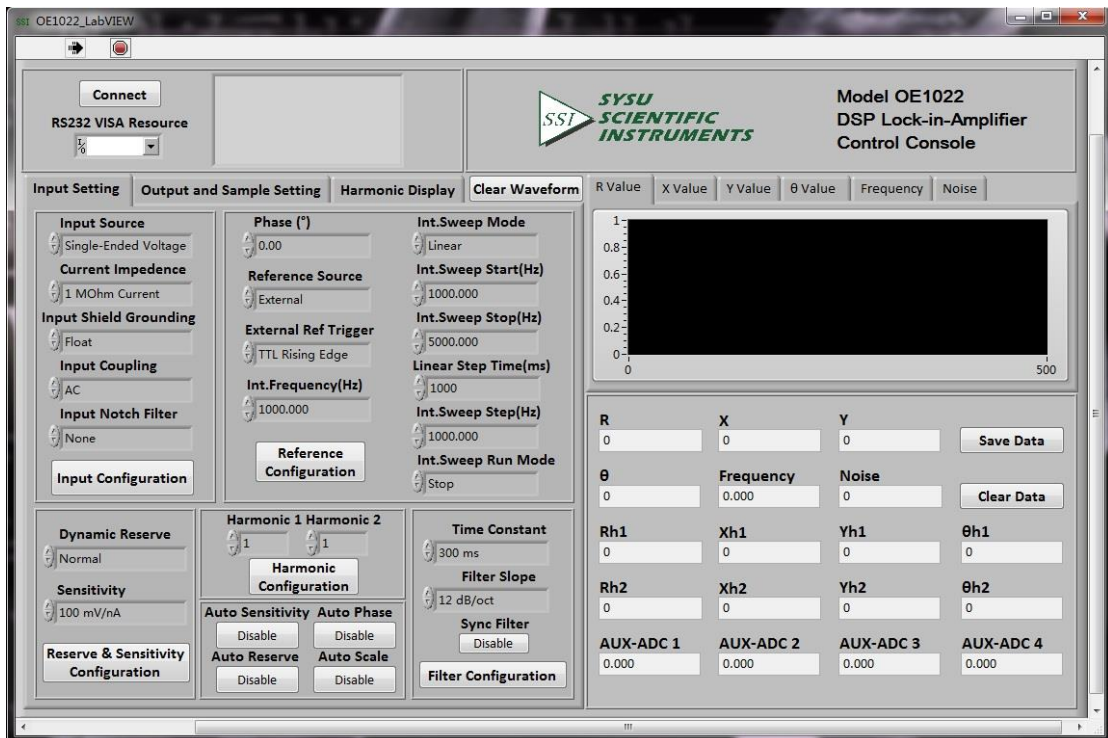 SSI OE1022_LabVIEW
Connect
RS232 VISA Resource
I/O
SSI
SYSU
SCIENTIFIC
INSTRUMENTS
Model OE1022
DSP Lock-in-Amplifier
Control Console
Input Setting
Output and Sample Setting
Harmonic Display
Clear Waveform
Input Source
Single-Ended Voltage
Current Impedence
1 MOhm Current
Input Shield Grounding
Float
Input Coupling
AC
Input Notch Filter
None
Input Configuration
Phase (°)
0.00
Reference Source
External
External Ref Trigger
TTL Rising Edge
Int.Frequency(Hz)
1000.000
Reference
Configuration
Int.Sweep Mode
Linear
Int.Sweep Start(Hz)
1000.000
Int.Sweep Stop(Hz)
5000.000
Linear Step Time(ms)
1000
Int.Sweep Step(Hz)
1000.000
Int.Sweep Run Mode
Stop
Dynamic Reserve
Normal
Sensitivity
100 mV/nA
Reserve & Sensitivity
Configuration
Harmonic 1 Harmonic 2
1 1
Harmonic
Configuration
Auto Sensitivity Auto Phase
Disable Disable
Auto Reserve Auto Scale
Disable Disable
Time Constant
300 ms
Filter Slope
12 dB/oct
Sync Filter
Disable
Filter Configuration
R Value X Value Y Value θ Value Frequency Noise
1
0.8
0.6
0.4
0.2
0
0 500
R X Y
0 0 0 Save Data
θ Frequency Noise
0 0.000 0 Clear Data
Rh1 Xh1 Yh1 θh1
0 0 0 0
Rh2 Xh2 Yh2 θh2
0 0 0 0
AUX-ADC 1 AUX-ADC 2 AUX-ADC 3 AUX-ADC 4
0.000 0.000 0.000 0.000